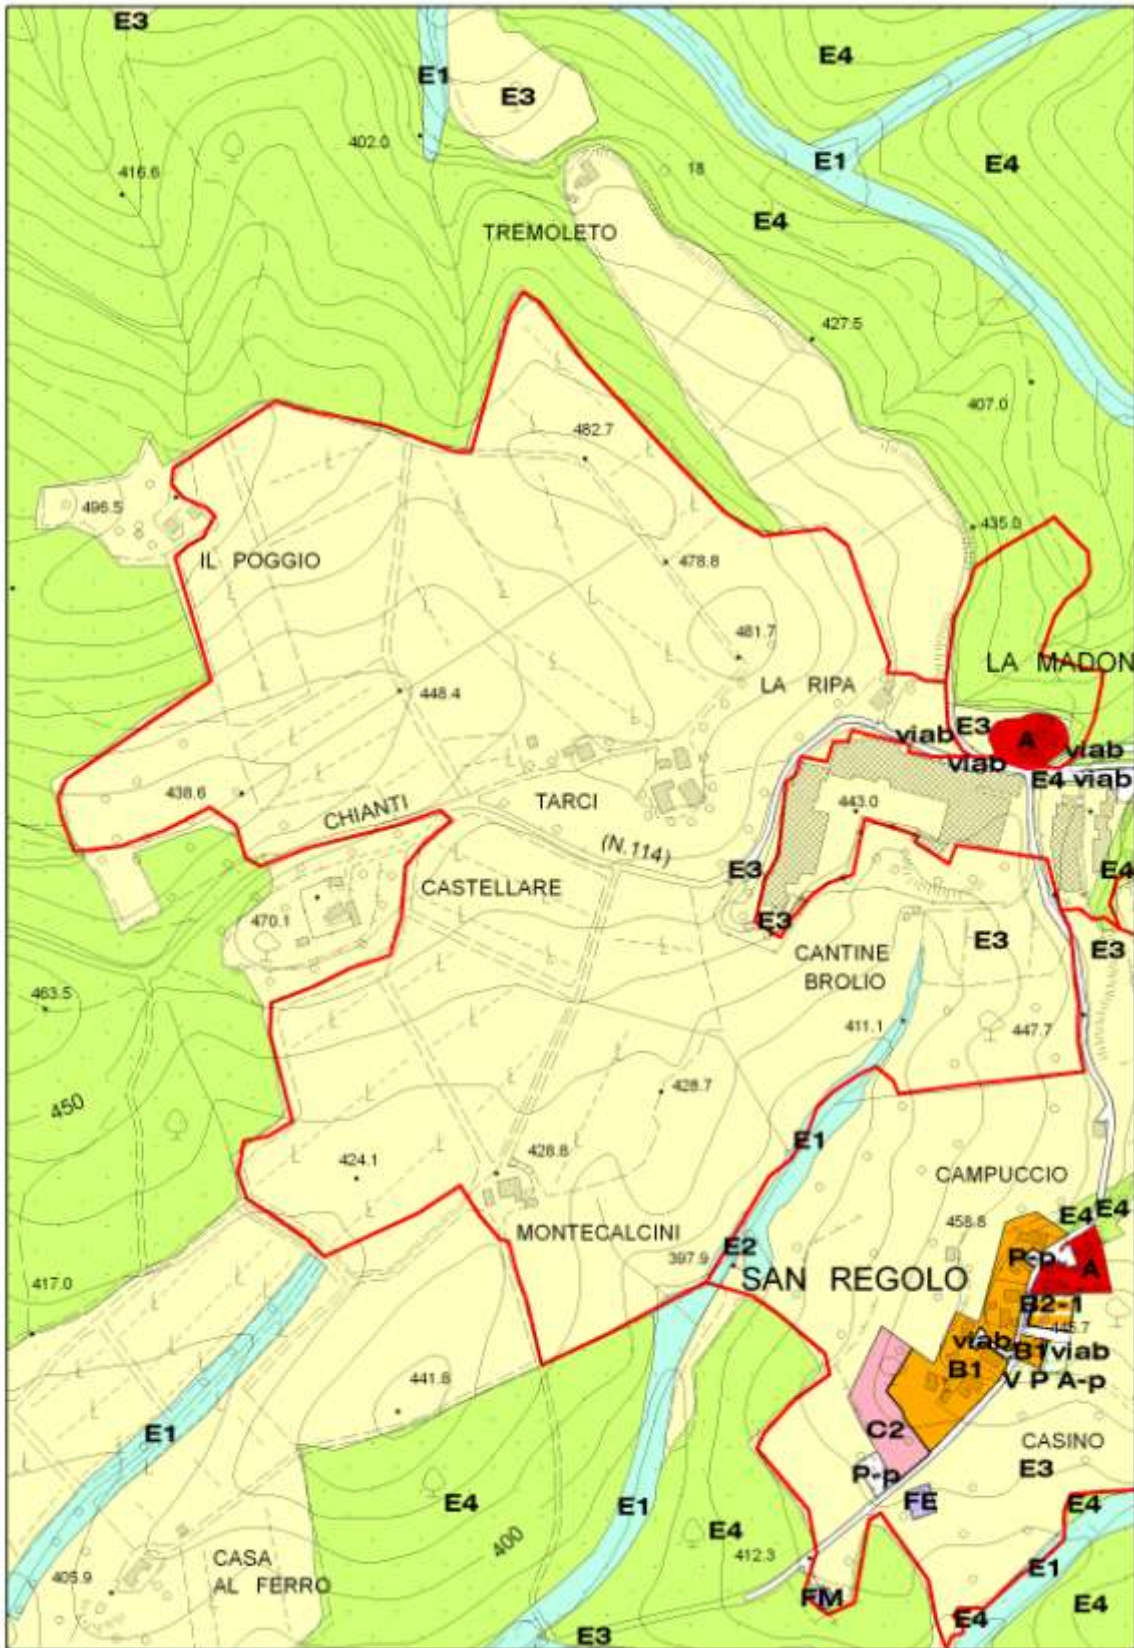 E3
E4
E1
E3
402.0
E1
E4
416.6
18
E4
TREMOLETO
427.5
407.0
482.7
496.5
435.0
IL POGGIO
478.8
481.7
LA MADON
LA RIPA
448.4
viab
E3
A
viab
viab
E4 viab
438.6
CHIANTI
TARCI
443.0
(N.114)
E3
E4
CASTELLARE
470.1
E3
E3
E3
CANTINE
BROLIO
463.5
411.1
447.7
428.7
450
E1
424.1
428.8
CAMPUCCIO
E4
E4
458.8
MONTECALCINI
E2
397.9
P-p
A
SAN REGOLO
417.0
B2-1
445.7
viab
B1
viab
B1
V P A-p
441.8
C2
E1
CASINO
E3
P-p
E4
E1
FE
E4
E4
400
412.3
E1
CASA
AL FERRO
405.9
FM
E4
E4
E3